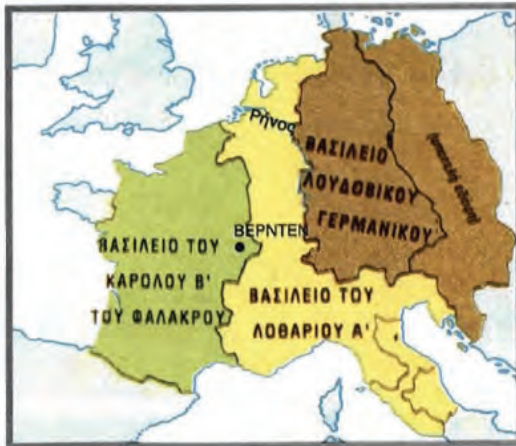 Ρήνος
ΒΑΣΙΛΕΙΟ
ΛΟΥΔΟΒΙΚΟΥ
ΓΕΡΜΑΝΙΚΟΥ
ΒΕΡΝΤΕΝ
ΒΑΣΙΛΕΙΟ ΤΟΥ
ΚΑΡΟΛΟΥ Β'
ΤΟΥ ΦΑΛΑΚΡΟΥ
ΒΑΣΙΛΕΙΟ ΤΟΥ
ΛΟΘΑΡΙΟΥ Α'